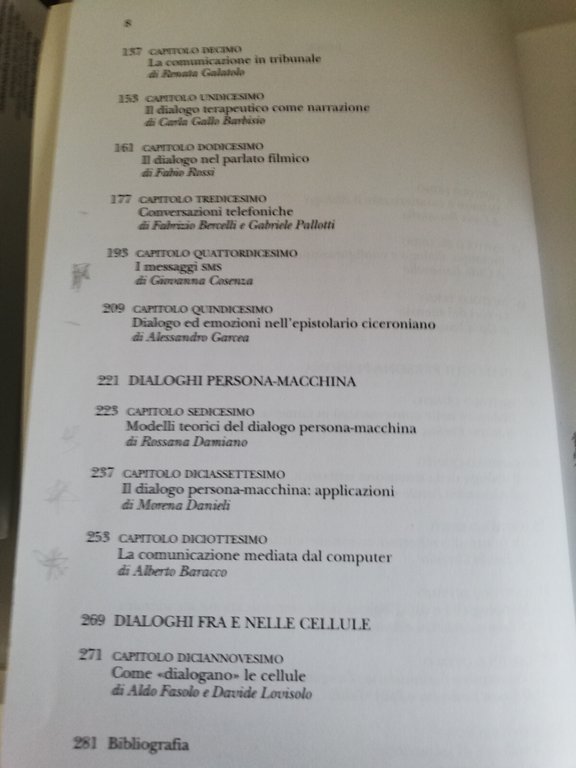 8
137 CAPITOLO DECIMO
La comunicazione in tribunale
di Renata Galatolo
153 CAPITOLO UNDICESIMO
Il dialogo terapeutico come narrazione
di Carla Gallo Barbisio
161 CAPITOLO DODICESIMO
Il dialogo nel parlato filmico
di Fabio Rossi
177 CAPITOLO TREDICESIMO
Conversazioni telefoniche
di Fabrizio Bercelli e Gabriele Pallotti
193 CAPITOLO QUATTORDICESIMO
I messaggi SMS
di Giovanna Cosenza
209 CAPITOLO QUINDICESIMO
Dialogo ed emozioni nell'epistolario ciceroniano
di Alessandro Garcea
221 DIALOGHI PERSONA-MACCHINA
223 CAPITOLO SEDICESIMO
Modelli teorici del dialogo persona-macchina
di Rossana Damiano
237 CAPITOLO DICIASSETTESIMO
Il dialogo persona-macchina: applicazioni
di Morena Danieli
253 CAPITOLO DICIOTTESIMO
La comunicazione mediata dal computer
di Alberto Baracco
269 DIALOGHI FRA E NELLE CELLULE
271 CAPITOLO DICIANNOVESIMO
Come «dialogano» le cellule
di Aldo Fasolo e Davide Lovisolo
281 Bibliografia